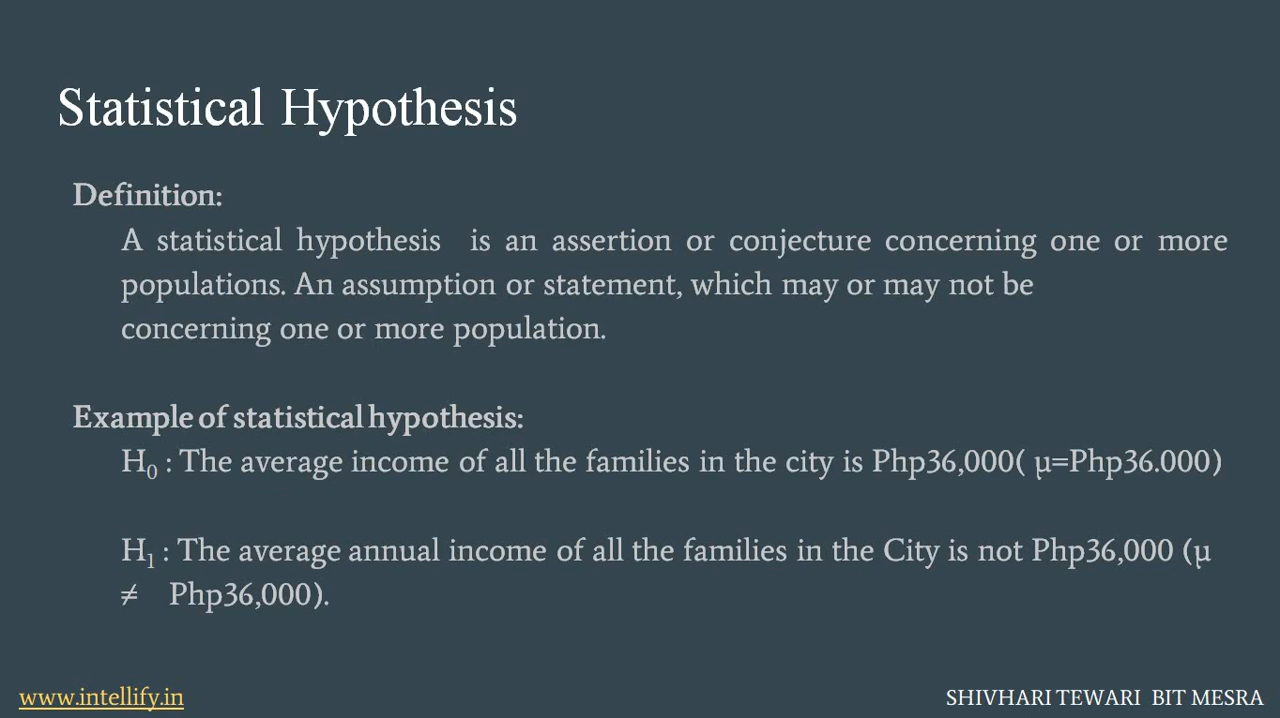 Statistical Hypothesis
Definition:
A statistical hypothesis is an assertion or conjecture concerning one or more
populations. An assumption or statement, which may or may not be
concerning one or more population.
Example of statistical hypothesis:
H₀ : The average income of all the families in the city is Php36,000( µ=Php36.000)
H₁ : The average annual income of all the families in the City is not Php36,000 (µ
≠ Php36,000).
www.intellify.in
SHIVHARI TEWARI BIT MESRA